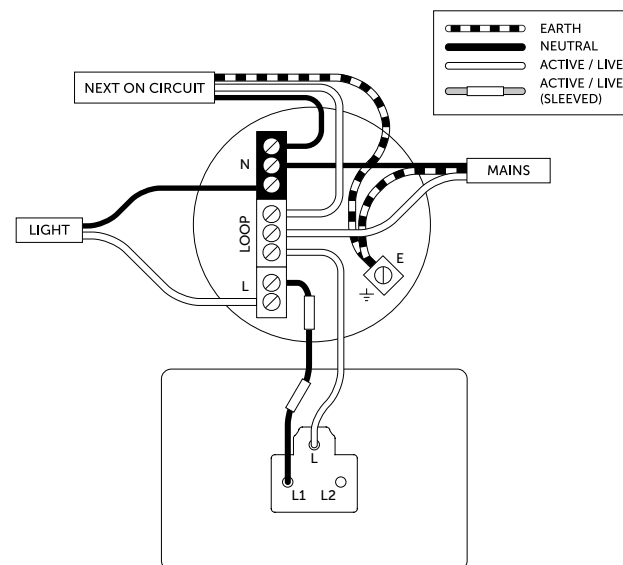 EARTH
NEUTRAL
ACTIVE / LIVE
ACTIVE / LIVE
(SLEEVED)
NEXT ON CIRCUIT
N
MAINS
LIGHT
LOOP
E
L
L
L1
L2